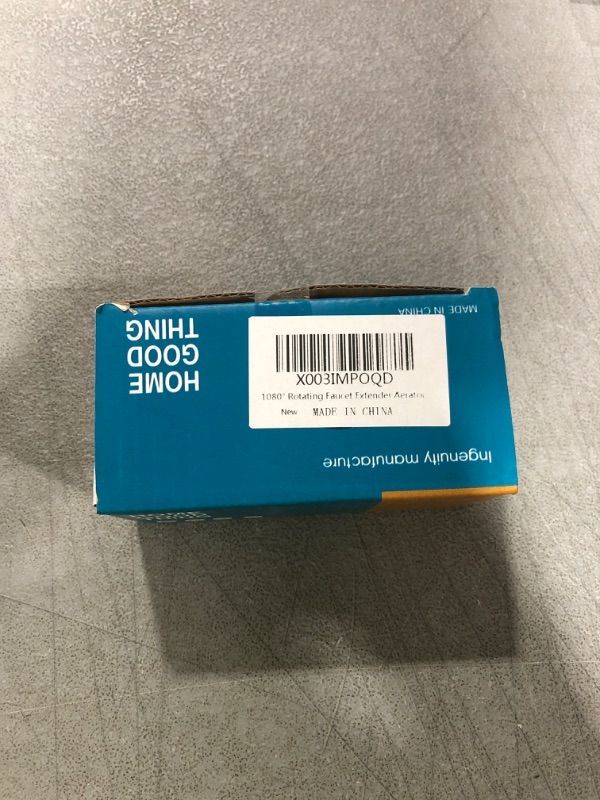 HOME
GOOD
THING
MADE IN CHINA
X003IMPOQD
1080° Rotating Faucet Extender Aerator
New MADE IN CHINA
Ingenuity manufacture